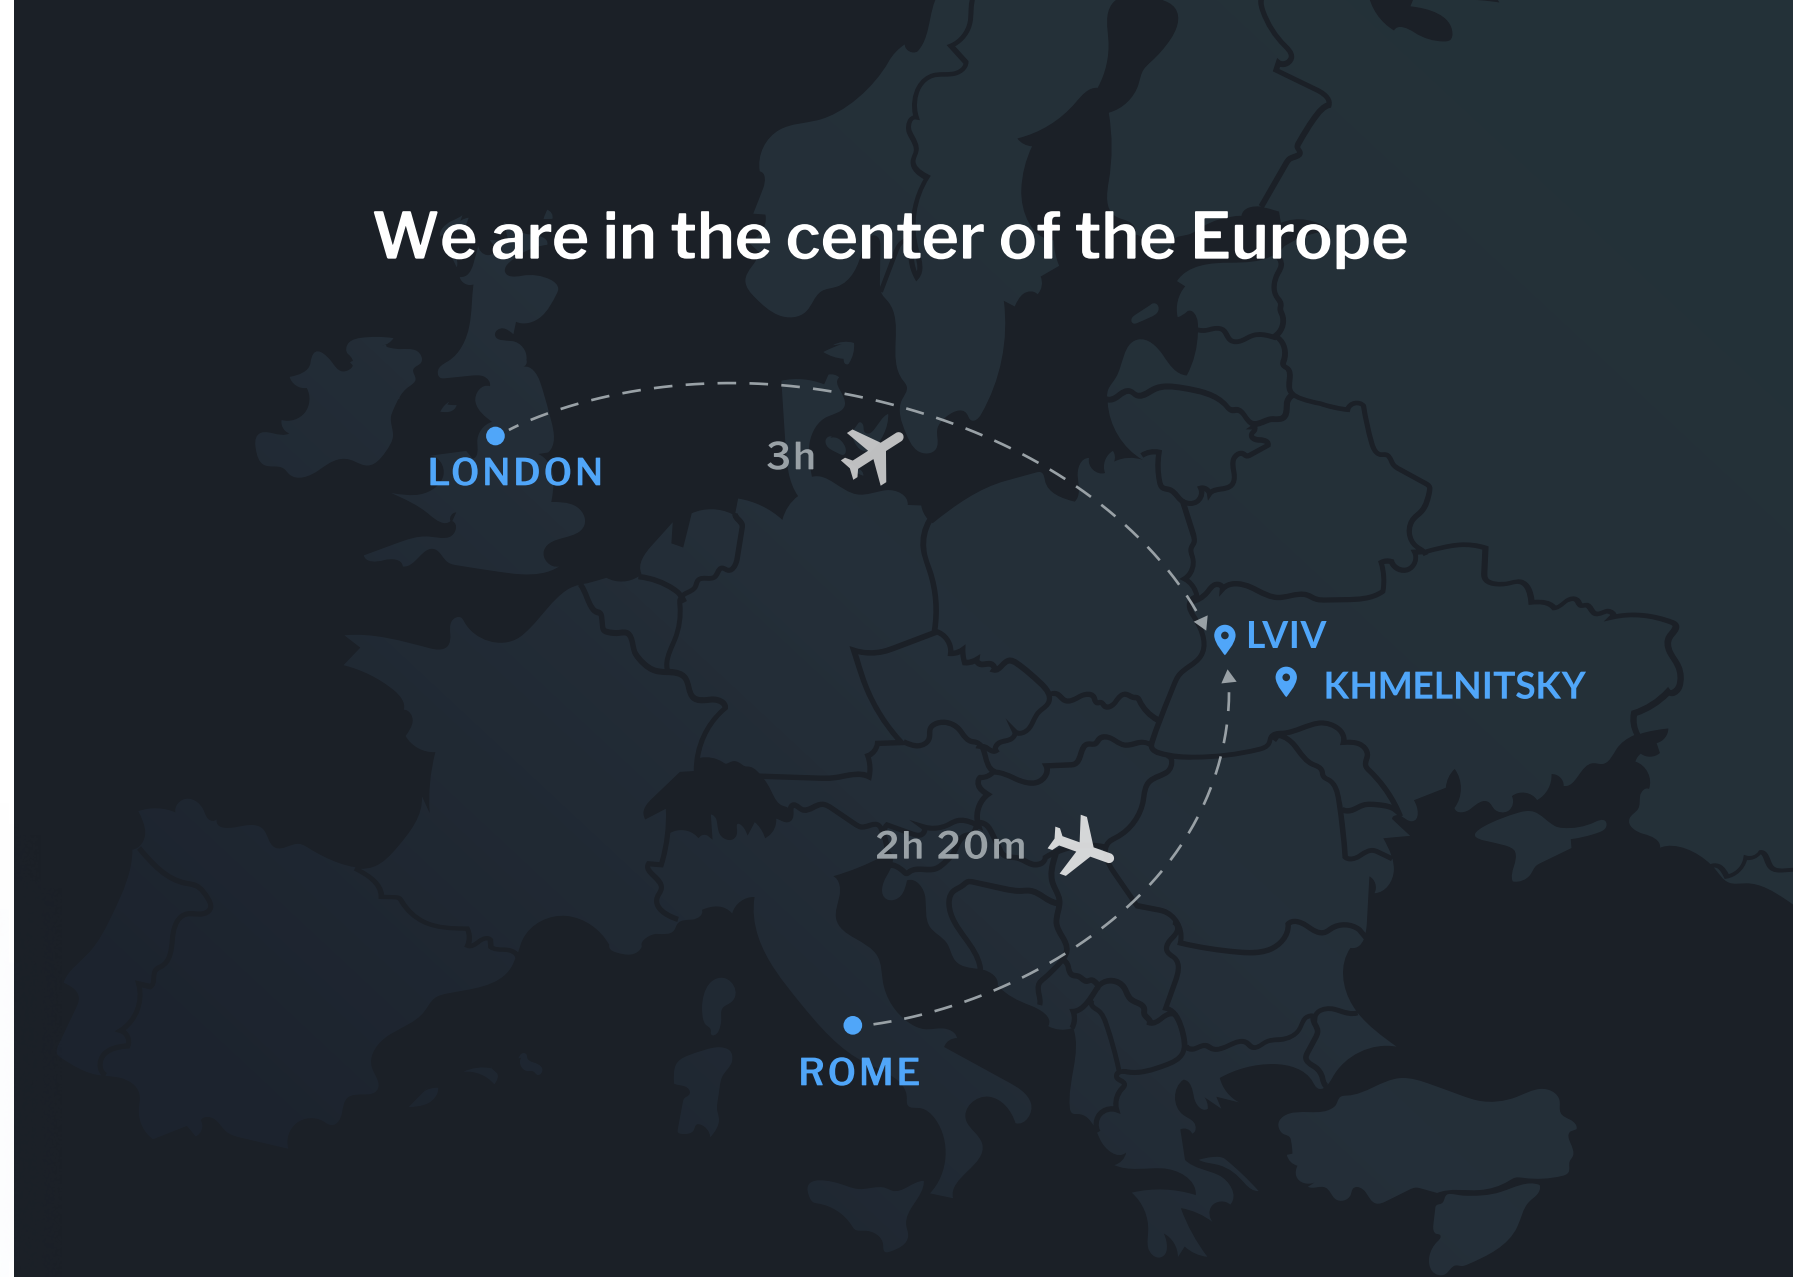 We are in the center of the Europe
3h
LONDON
LVIV
KHMELNITSKY
2h 20m
ROME